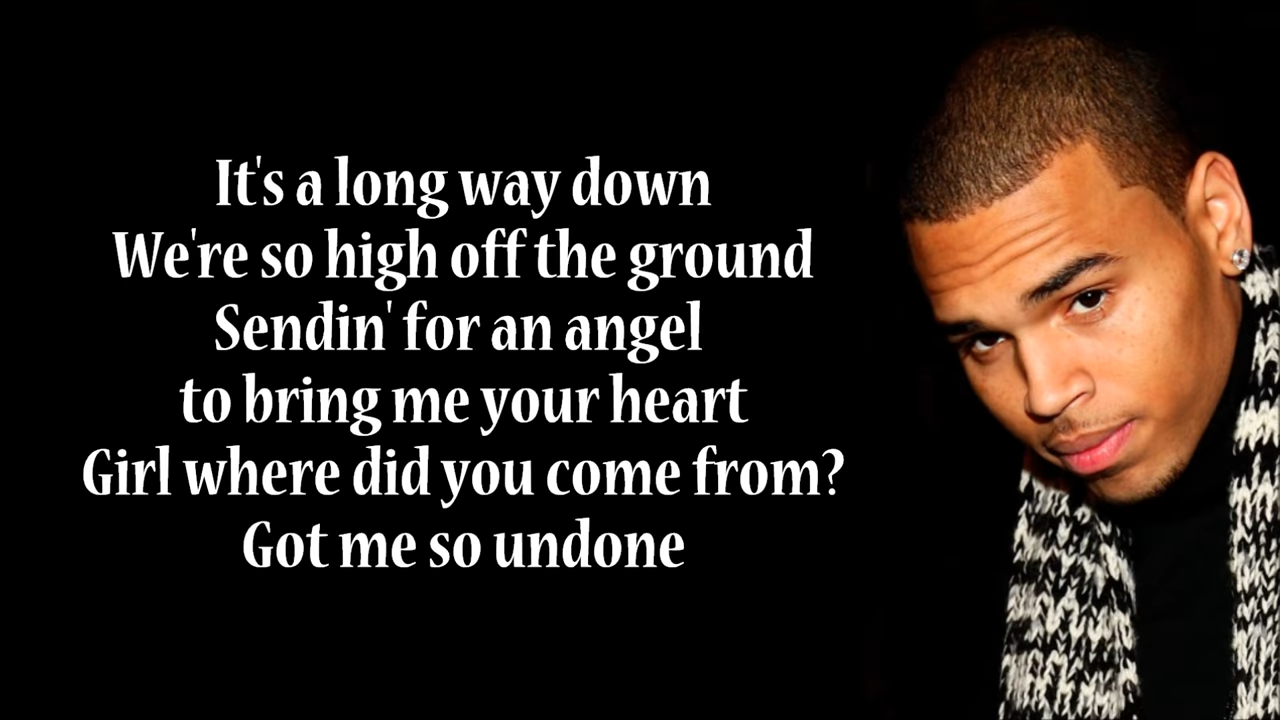 It's a long way down
We're so high off the ground
Sendin' for an angel
to bring me your heart
Girl where did you come from?
Got me so undone